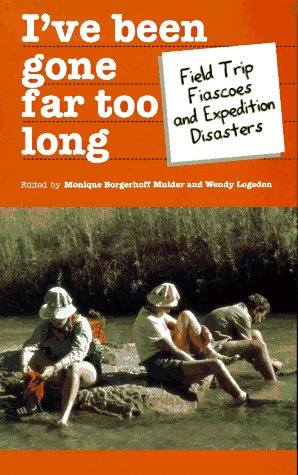 I've been
gone
far too
long
Field Trip
Fiascoes
and Expedition
Disasters
Edited by Monique Borgerhoff Mulder and Wendy Logsdon